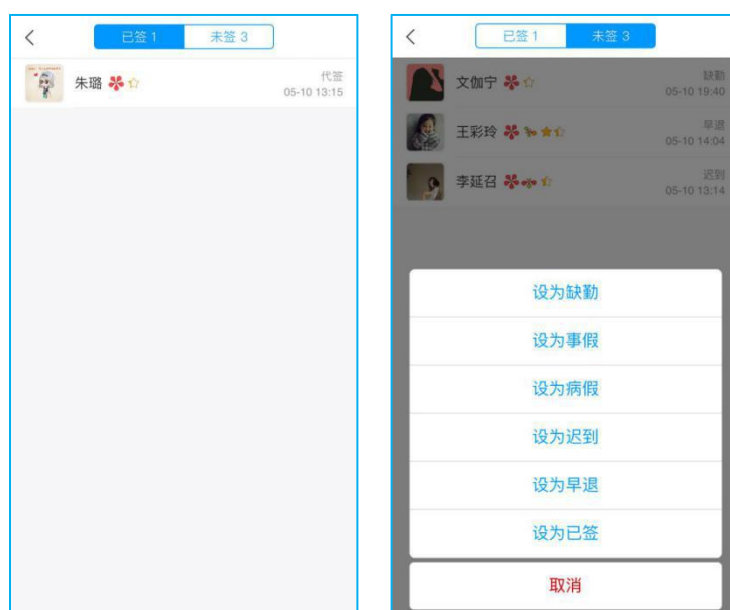 已签 1
未签 3
朱璐
代签
05-10 13:15
已签 1
未签 3
文伽宁
缺勤
05-10 19:40
王彩玲
早退
05-10 14:04
李延召
迟到
05-10 13:14
设为缺勤
设为事假
设为病假
设为迟到
设为早退
设为已签
取消